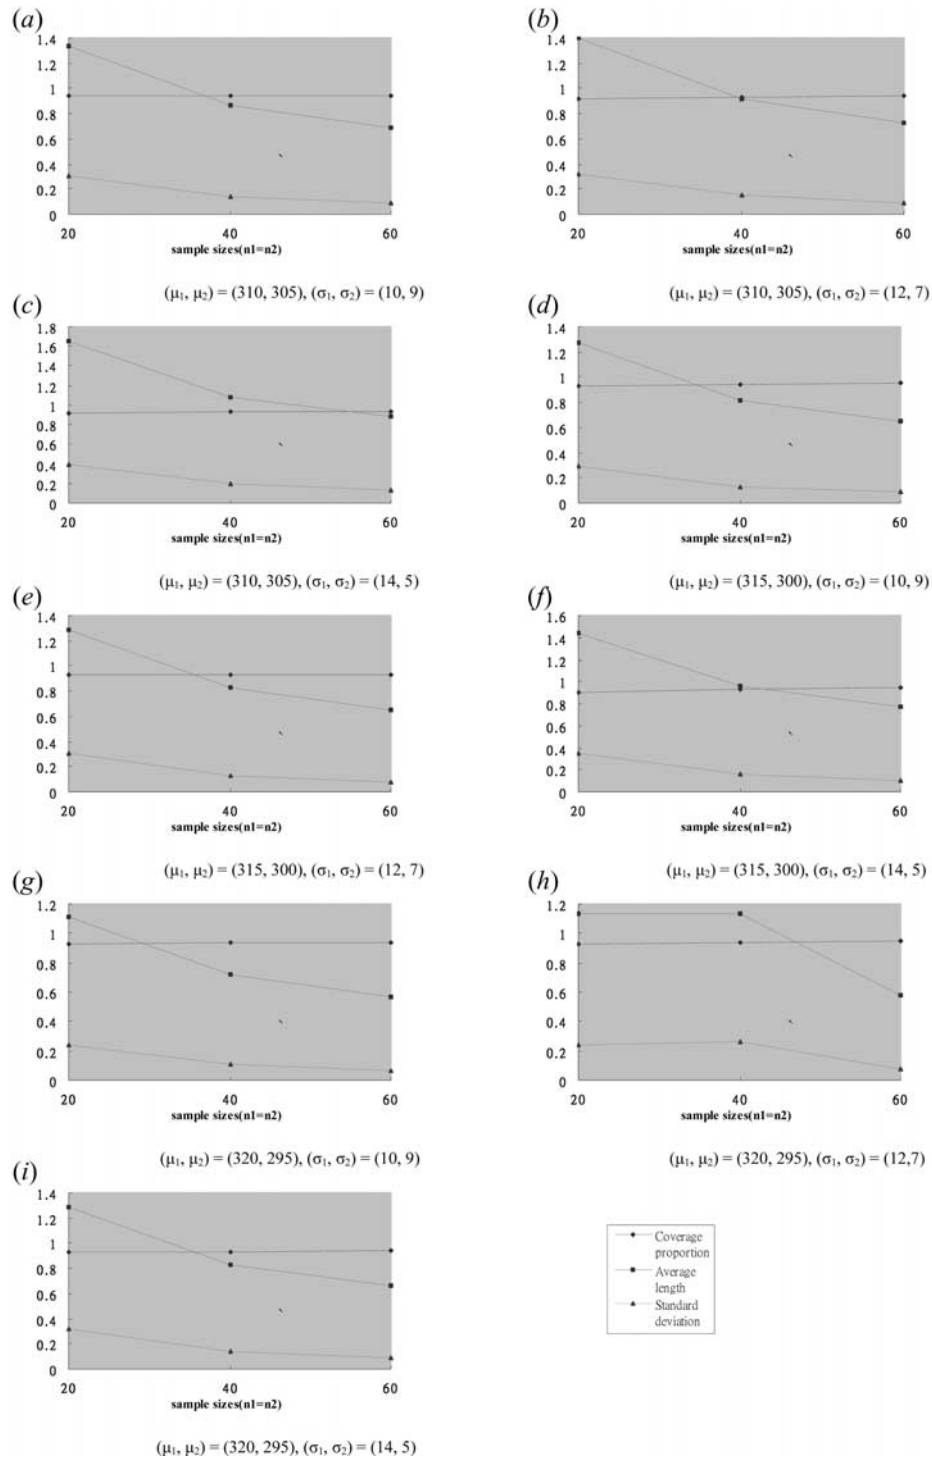 (a)
1.4
1.2
1
0.8
0.6
0.4
0.2
0
20 40 60
sample sizes(n1=n2)
(μ₁, μ₂) = (310, 305), (σ₁, σ₂) = (10, 9)
(b)
1.4
1.2
1
0.8
0.6
0.4
0.2
0
20 40 60
sample sizes(n1=n2)
(μ₁, μ₂) = (310, 305), (σ₁, σ₂) = (12, 7)
(c)
1.8
1.6
1.4
1.2
1
0.8
0.6
0.4
0.2
0
20 40 60
sample sizes(n1=n2)
(μ₁, μ₂) = (310, 305), (σ₁, σ₂) = (14, 5)
(d)
1.4
1.2
1
0.8
0.6
0.4
0.2
0
20 40 60
sample sizes(n1=n2)
(μ₁, μ₂) = (315, 300), (σ₁, σ₂) = (10, 9)
(e)
1.4
1.2
1
0.8
0.6
0.4
0.2
0
20 40 60
sample sizes(n1=n2)
(μ₁, μ₂) = (315, 300), (σ₁, σ₂) = (12, 7)
(f)
1.6
1.4
1.2
1
0.8
0.6
0.4
0.2
0
20 40 60
sample sizes(n1=n2)
(μ₁, μ₂) = (315, 300), (σ₁, σ₂) = (14, 5)
(g)
1.2
1
0.8
0.6
0.4
0.2
0
20 40 60
sample sizes(n1=n2)
(μ₁, μ₂) = (320, 295), (σ₁, σ₂) = (10, 9)
(h)
1.2
1
0.8
0.6
0.4
0.2
0
20 40 60
sample sizes(n1=n2)
(μ₁, μ₂) = (320, 295), (σ₁, σ₂) = (12,7)
(i)
1.4
1.2
1
0.8
0.6
0.4
0.2
0
20 40 60
sample sizes(n1=n2)
(μ₁, μ₂) = (320, 295), (σ₁, σ₂) = (14, 5)
Coverage
proportion
Average
length
Standard
deviation